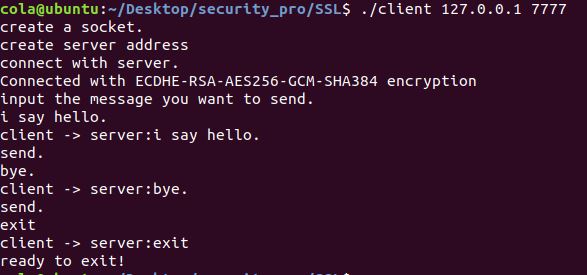 cola@ubuntu:~/Desktop/security_pro/SSL$ ./client 127.0.0.1 7777
create a socket.
create server address
connect with server.
Connected with ECDHE-RSA-AES256-GCM-SHA384 encryption
input the message you want to send.
i say hello.
client -> server:i say hello.
send.
bye.
client -> server:bye.
send.
exit
client -> server:exit
ready to exit!